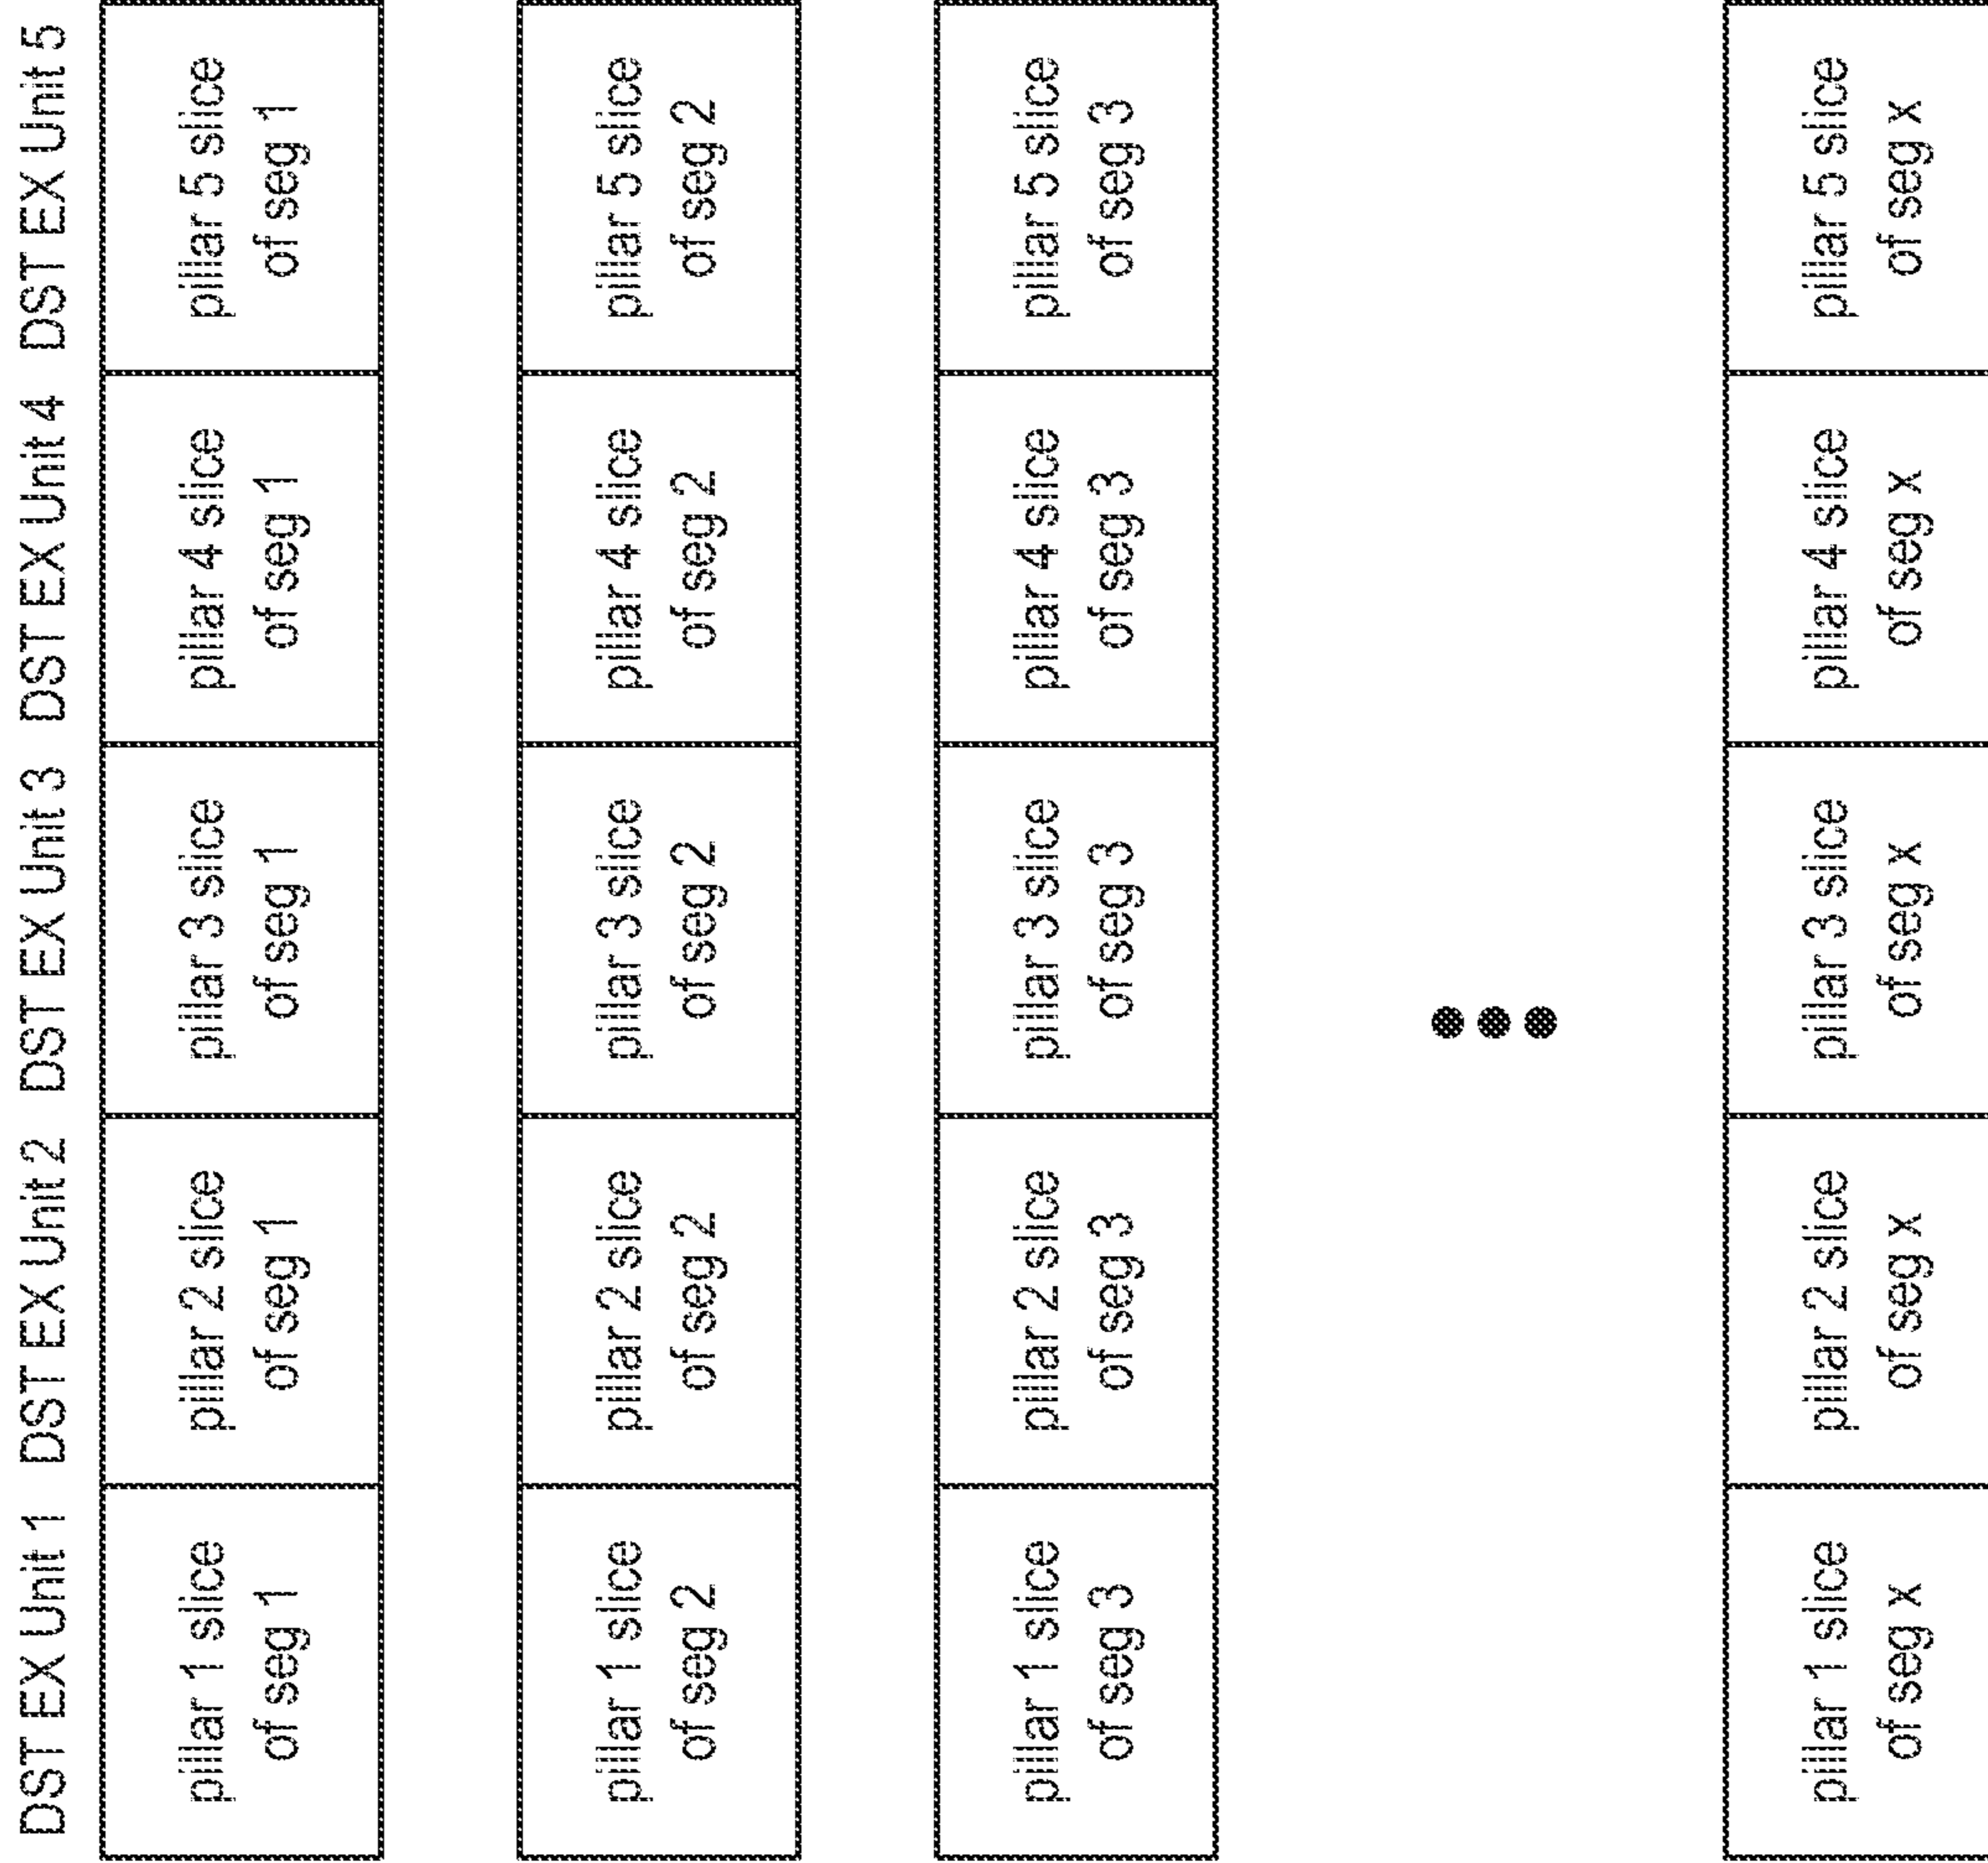 DST EX Unit 1 DST EX Unit 2 DST EX Unit 3 DST EX Unit 4 DST EX Unit 5
pillar 1 slice
of seg 1
pillar 2 slice
of seg 1
pillar 3 slice
of seg 1
pillar 4 slice
of seg 1
pillar 5 slice
of seg 1
pillar 1 slice
of seg 2
pillar 2 slice
of seg 2
pillar 3 slice
of seg 2
pillar 4 slice
of seg 2
pillar 5 slice
of seg 2
pillar 1 slice
of seg 3
pillar 2 slice
of seg 3
pillar 3 slice
of seg 3
pillar 4 slice
of seg 3
pillar 5 slice
of seg 3
pillar 1 slice
of seg x
pillar 2 slice
of seg x
pillar 3 slice
of seg x
pillar 4 slice
of seg x
pillar 5 slice
of seg x